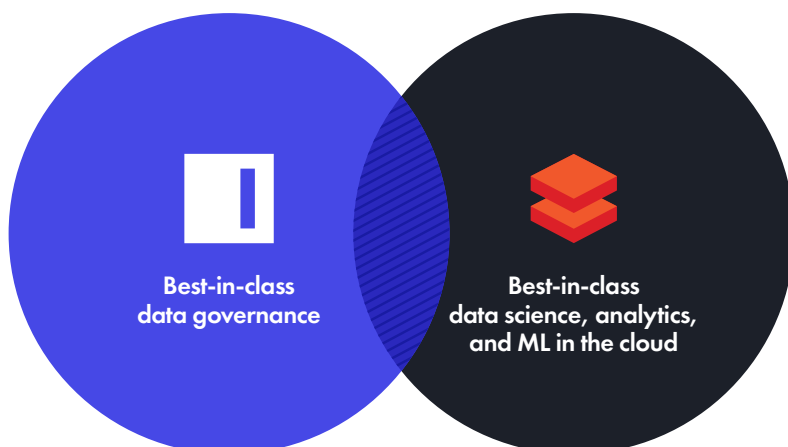 Best-in-class
data governance
Best-in-class
data science, analytics,
and ML in the cloud